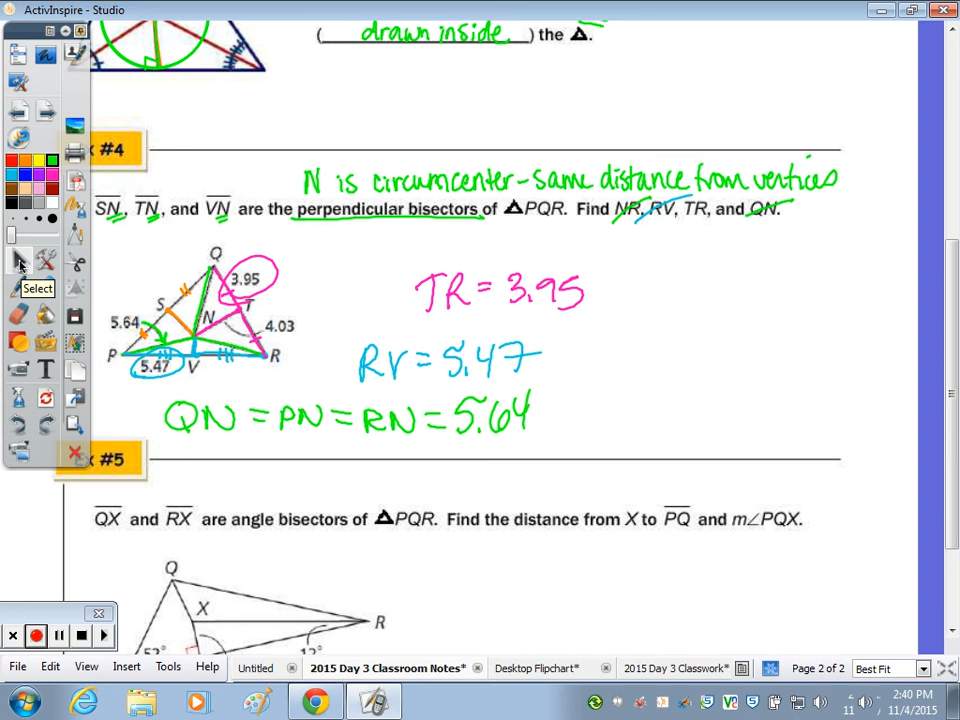 ActivInspire - Studio
( drawn inside ) the △.
x #4
N is circumcenter - same distance from vertices
SN, TN, and VN are the perpendicular bisectors of △PQR. Find NR, RV, TR, and QN.
Q
3.95
S
T
N
5.64
4.03
P
R
5.47
V
TR = 3.95
RV = 5.47
QN = PN = RN = 5.64
Ex #5
QX and RX are angle bisectors of △PQR. Find the distance from X to PQ and m∠PQX.
Q
X
R
52°
12°
Select
File Edit View Insert Tools Help
Untitled
2015 Day 3 Classroom Notes*
Desktop Flipchart*
2015 Day 3 Classwork*
Page 2 of 2
Best Fit
2:40 PM
11/4/2015